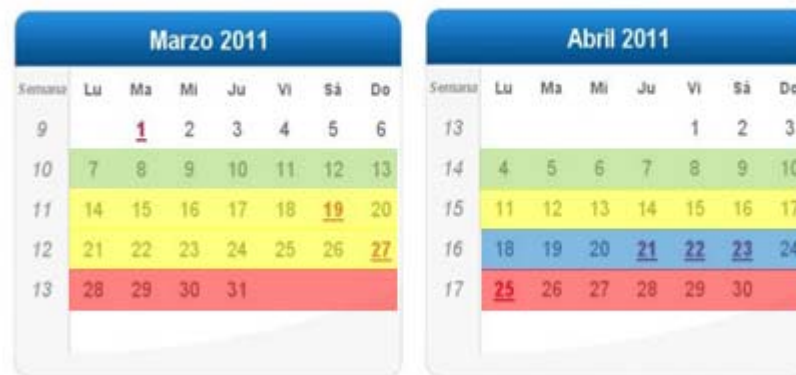 Marzo 2011
Semana Lu Ma Mi Ju Vi Sá Do
9 1 2 3 4 5 6
10 7 8 9 10 11 12 13
11 14 15 16 17 18 19 20
12 21 22 23 24 25 26 27
13 28 29 30 31
Abril 2011
Semana Lu Ma Mi Ju Vi Sá Do
13 1 2 3
14 4 5 6 7 8 9 10
15 11 12 13 14 15 16 17
16 18 19 20 21 22 23 24
17 25 26 27 28 29 30